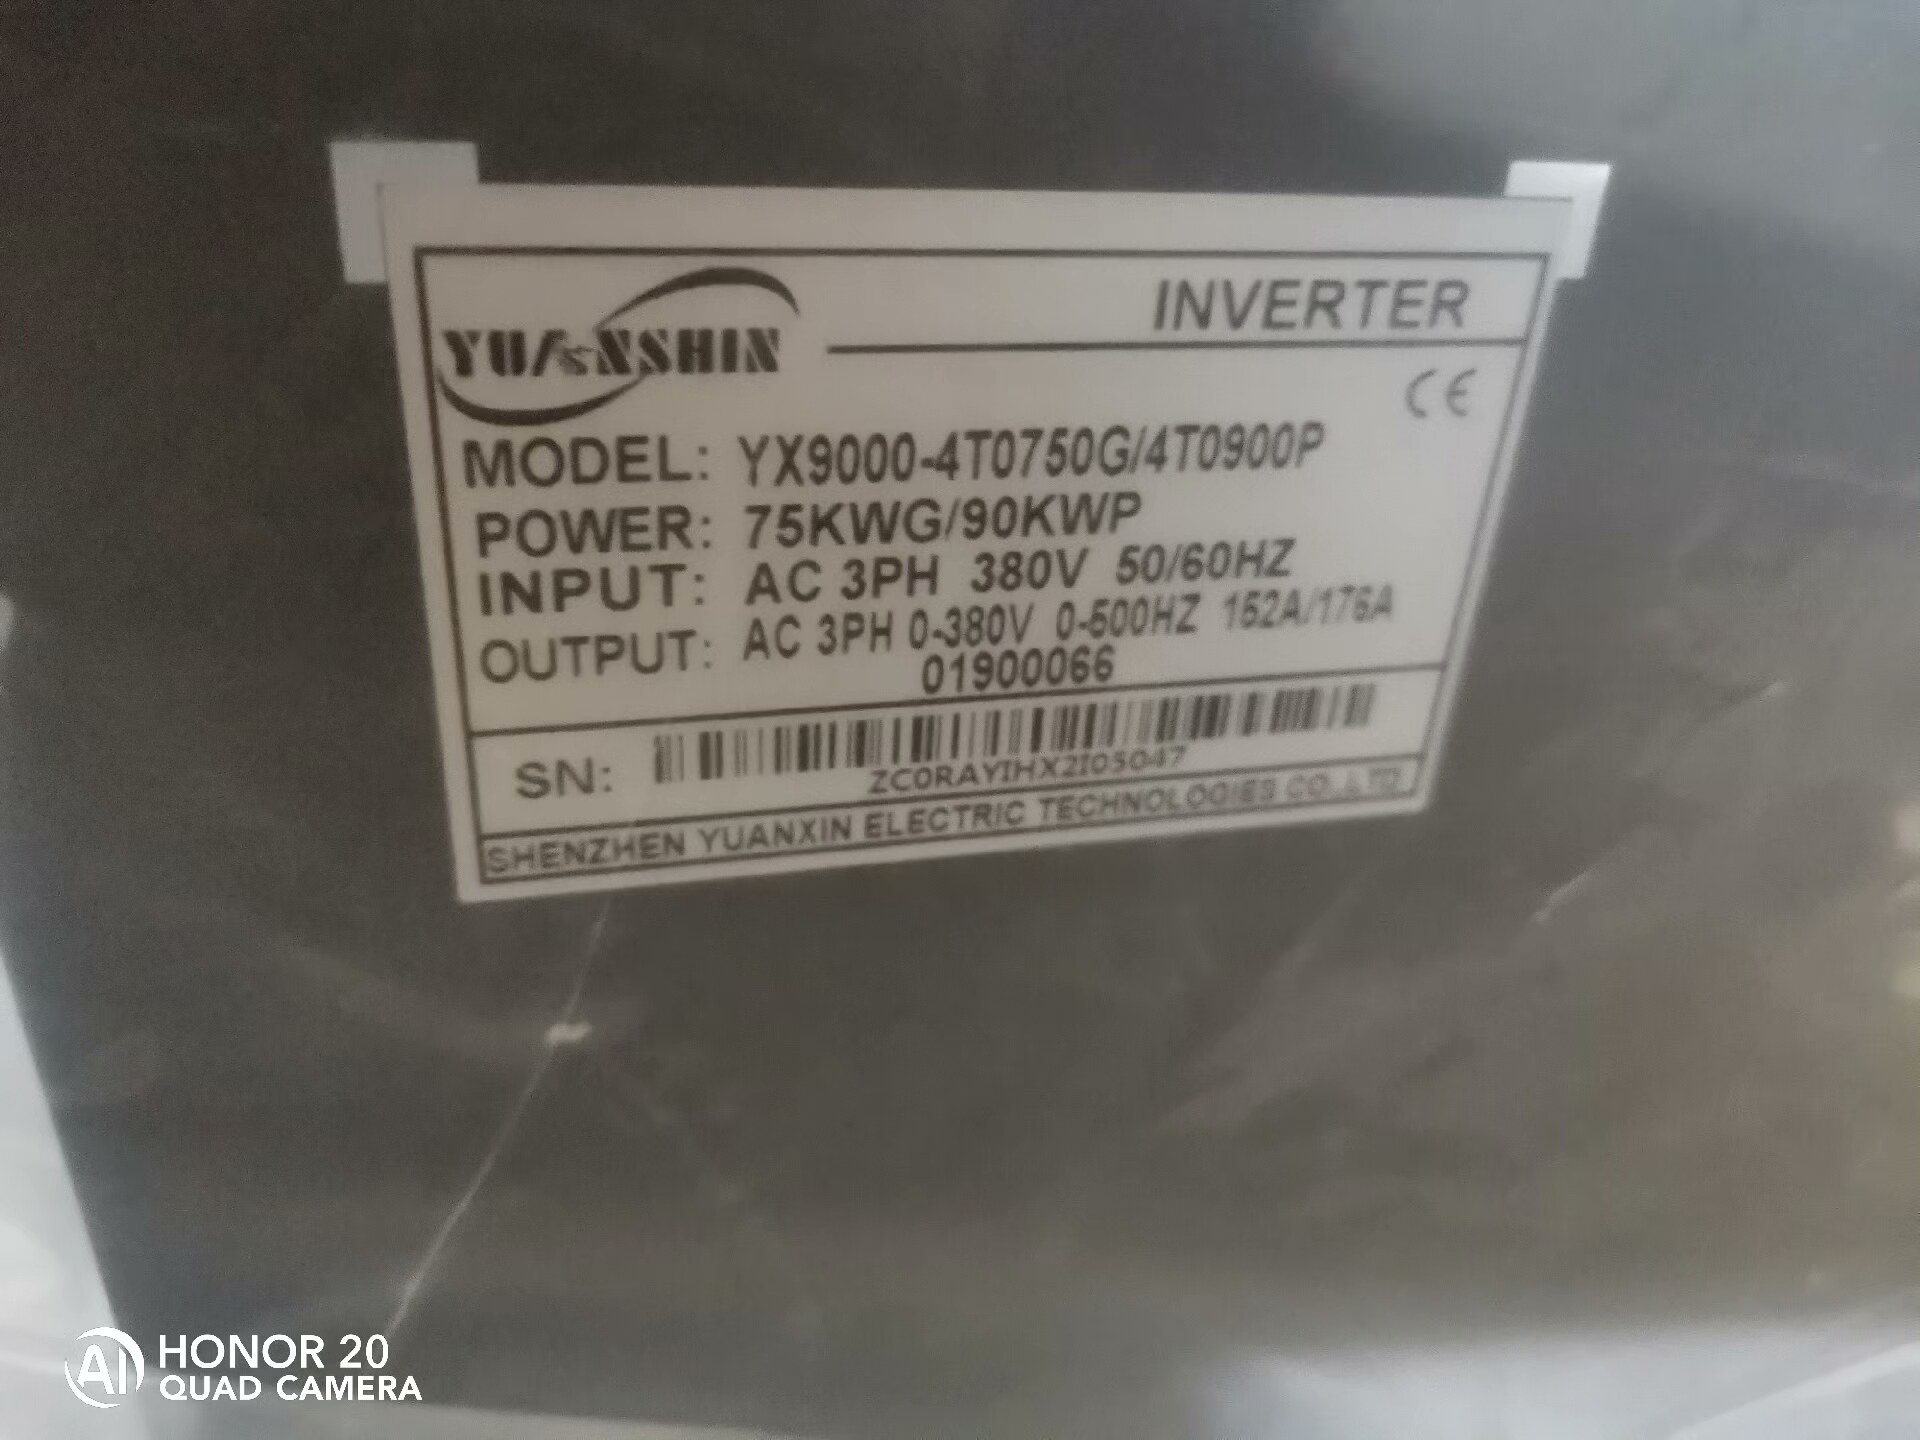 YUANSHIN
INVERTER
CE
MODEL: YX9000-4T0750G/4T0900P
POWER: 75KWG/90KWP
INPUT: AC 3PH 380V 50/60HZ
OUTPUT: AC 3PH 0-380V 0-500HZ 152A/176A
01900066
SN:
ZC0RAYIHX2I05047
SHENZHEN YUANXIN ELECTRIC TECHNOLOGIES CO.,LTD
AI HONOR 20
QUAD CAMERA